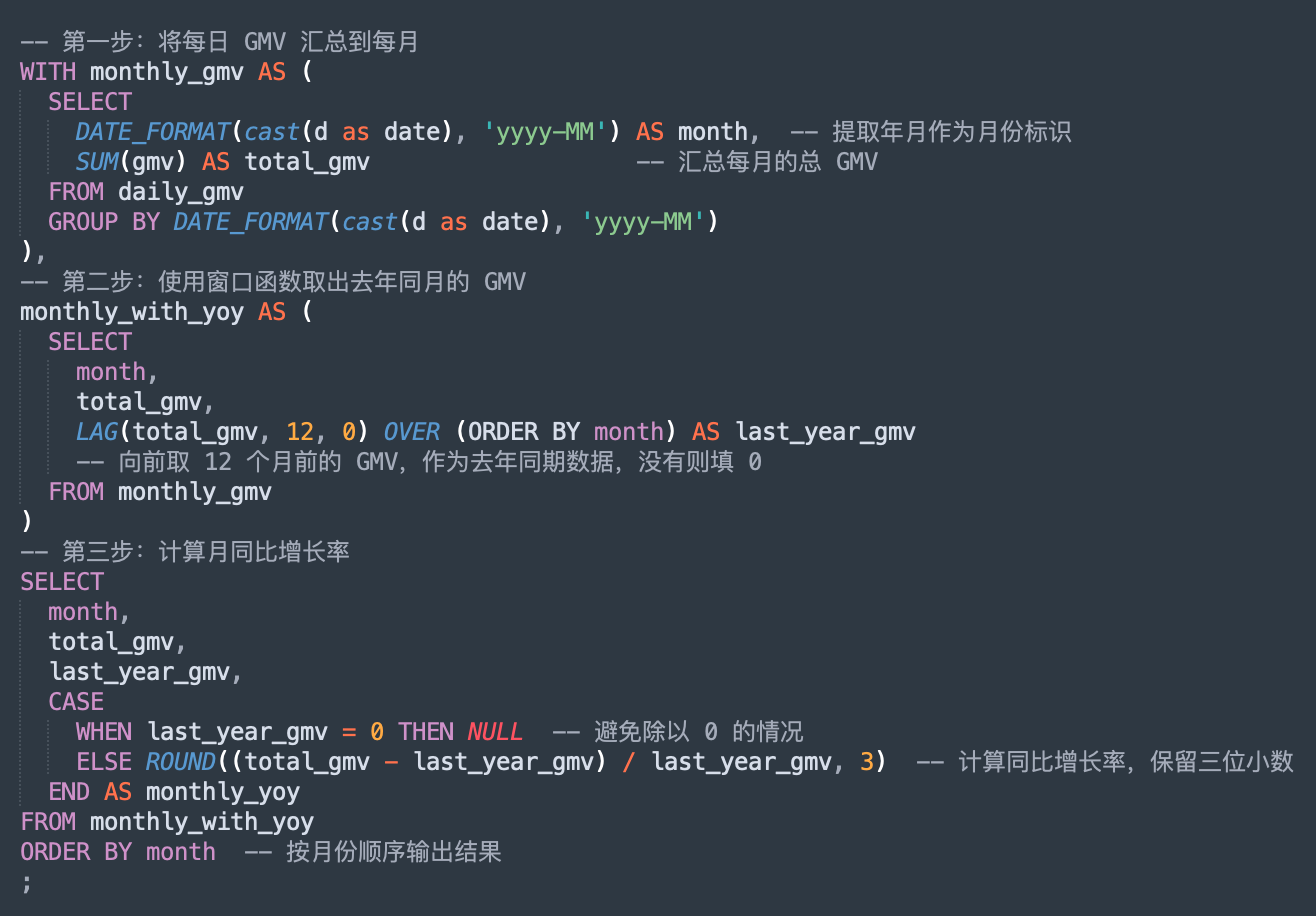 -- 第一步：将每日 GMV 汇总到每月
WITH monthly_gmv AS (
  SELECT
    DATE_FORMAT(cast(d as date), 'yyyy-MM') AS month,  -- 提取年月作为月份标识
    SUM(gmv) AS total_gmv                   -- 汇总每月的总 GMV
  FROM daily_gmv
  GROUP BY DATE_FORMAT(cast(d as date), 'yyyy-MM')
),
-- 第二步：使用窗口函数取出去年同月的 GMV
monthly_with_yoy AS (
  SELECT
    month,
    total_gmv,
    LAG(total_gmv, 12, 0) OVER (ORDER BY month) AS last_year_gmv
    -- 向前取 12 个月前的 GMV，作为去年同期数据，没有则填 0
  FROM monthly_gmv
)
-- 第三步：计算月同比增长率
SELECT
  month,
  total_gmv,
  last_year_gmv,
  CASE
    WHEN last_year_gmv = 0 THEN NULL  -- 避免除以 0 的情况
    ELSE ROUND((total_gmv - last_year_gmv) / last_year_gmv, 3)  -- 计算同比增长率，保留三位小数
  END AS monthly_yoy
FROM monthly_with_yoy
ORDER BY month  -- 按月份顺序输出结果
;